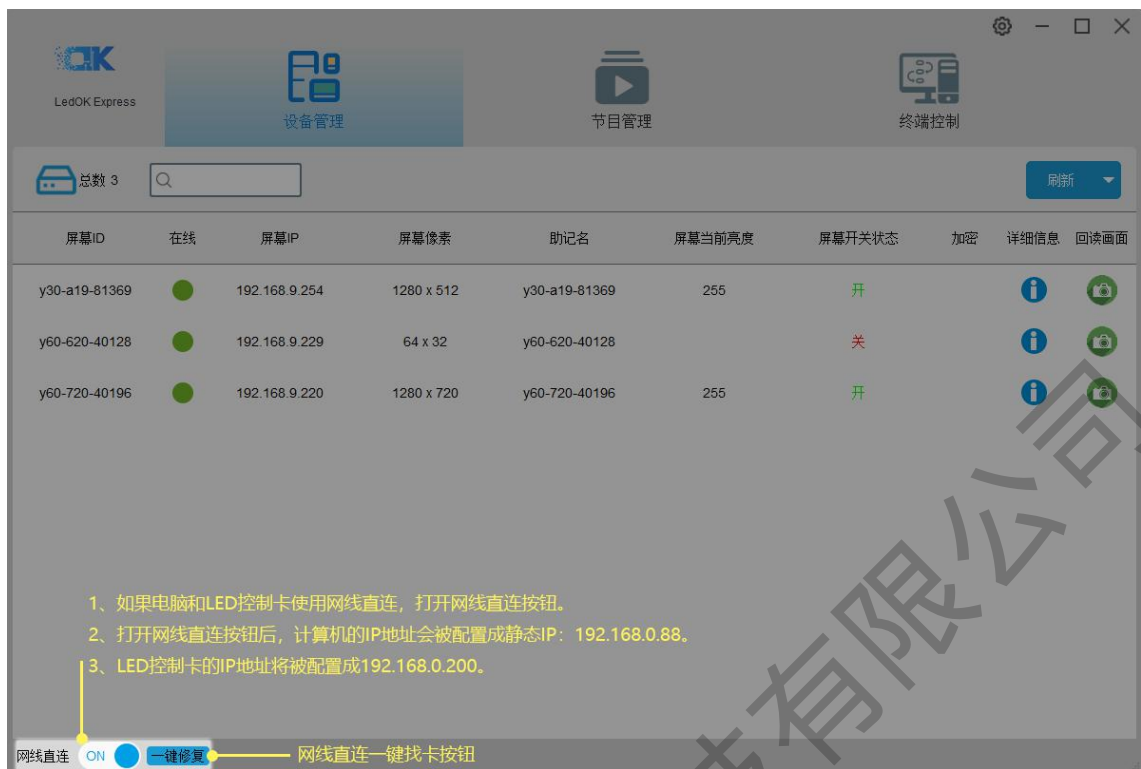 OK
LedOK Express
设备管理
节目管理
终端控制
总数 3
刷新
屏幕ID 在线 屏幕IP 屏幕像素 助记名 屏幕当前亮度 屏幕开关状态 加密 详细信息 回读画面
y30-a19-81369 192.168.9.254 1280 x 512 y30-a19-81369 255 开
y60-620-40128 192.168.9.229 64 x 32 y60-620-40128 关
y60-720-40196 192.168.9.220 1280 x 720 y60-720-40196 255 开
1、如果电脑和LED控制卡使用网线直连，打开网线直连按钮。
2、打开网线直连按钮后，计算机的IP地址会被配置成静态IP：192.168.0.88。
3、LED控制卡的IP地址将被配置成192.168.0.200。
网线直连 ON 一键修复 网线直连一键找卡按钮
技有限公司